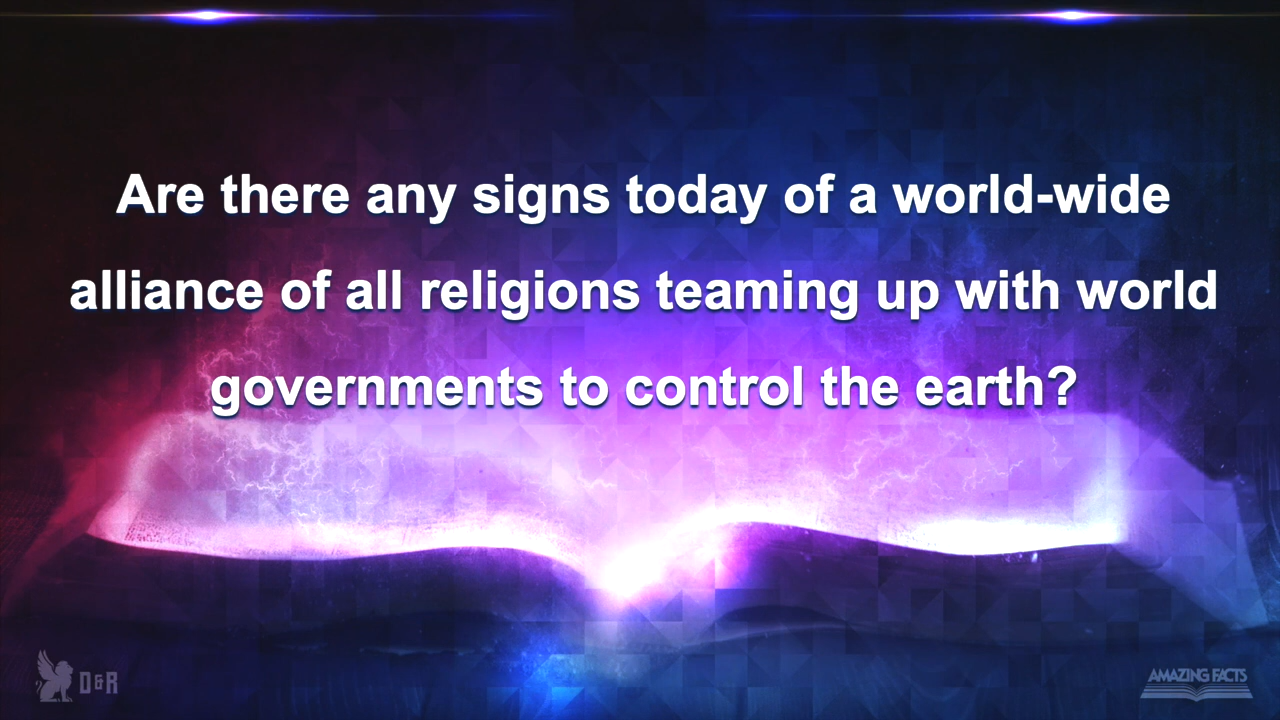 Are there any signs today of a world-wide
alliance of all religions teaming up with world
governments to control the earth?
D&R
AMAZING FACTS